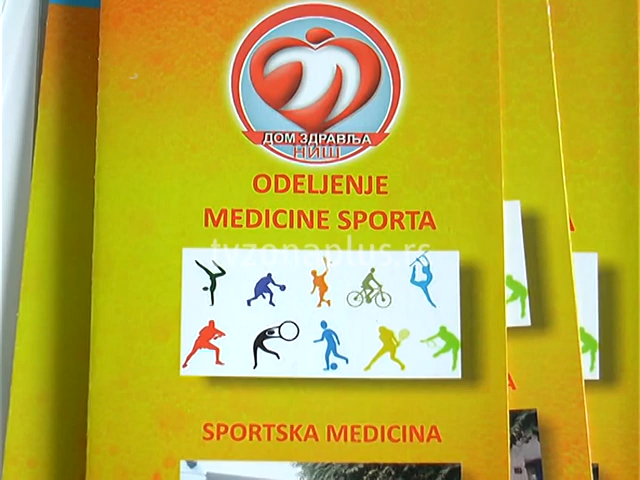 ДОМ ЗДРАВЉА
НИШ
ODELJENJE
MEDICINE SPORTA
tvzonaplus.rs
SPORTSKA MEDICINA
A
A